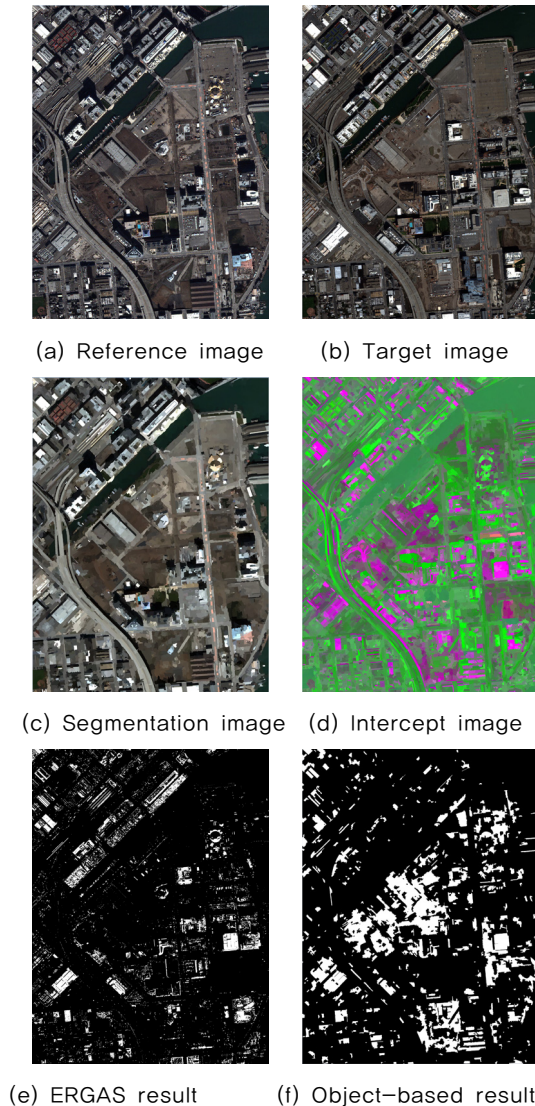 (a) Reference image
(b) Target image
(c) Segmentation image
(d) Intercept image
(e) ERGAS result
(f) Object-based result